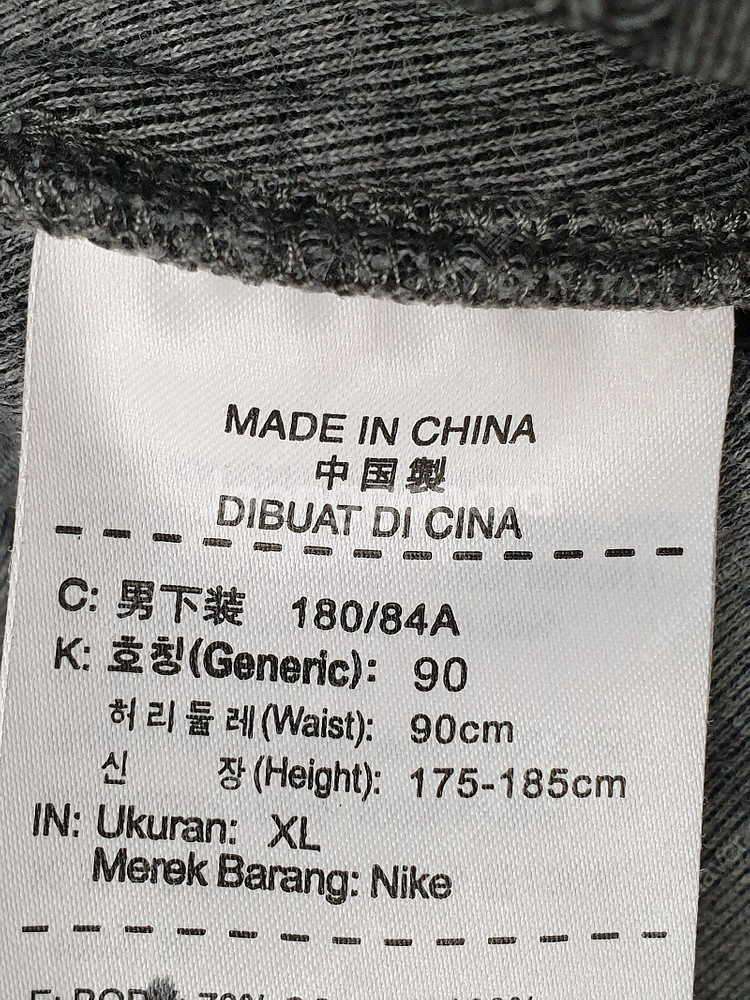 MADE IN CHINA
中国製
DIBUAT DI CINA
C: 男下装 180/84A
K: 호칭(Generic): 90
허리둘레(Waist): 90cm
신 장(Height): 175-185cm
IN: Ukuran: XL
Merek Barang: Nike